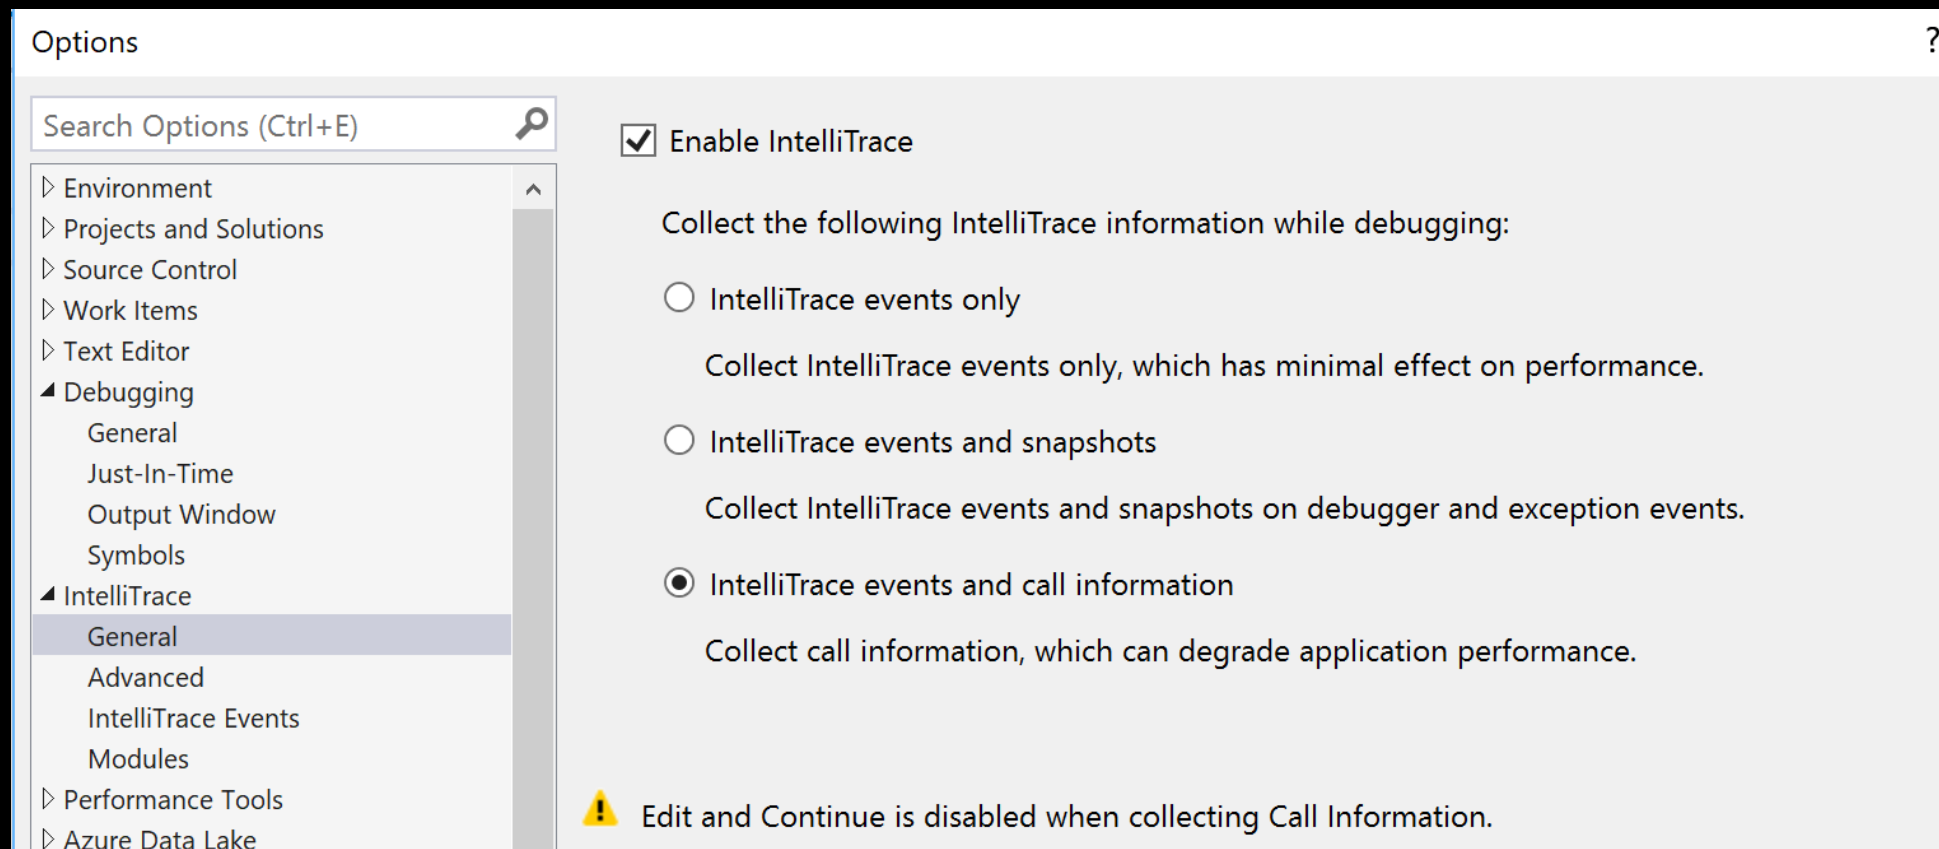 Options
?
Search Options (Ctrl+E)
Environment
Projects and Solutions
Source Control
Work Items
Text Editor
Debugging
General
Just-In-Time
Output Window
Symbols
IntelliTrace
General
Advanced
IntelliTrace Events
Modules
Performance Tools
Azure Data Lake
Enable IntelliTrace
Collect the following IntelliTrace information while debugging:
IntelliTrace events only
Collect IntelliTrace events only, which has minimal effect on performance.
IntelliTrace events and snapshots
Collect IntelliTrace events and snapshots on debugger and exception events.
IntelliTrace events and call information
Collect call information, which can degrade application performance.
Edit and Continue is disabled when collecting Call Information.